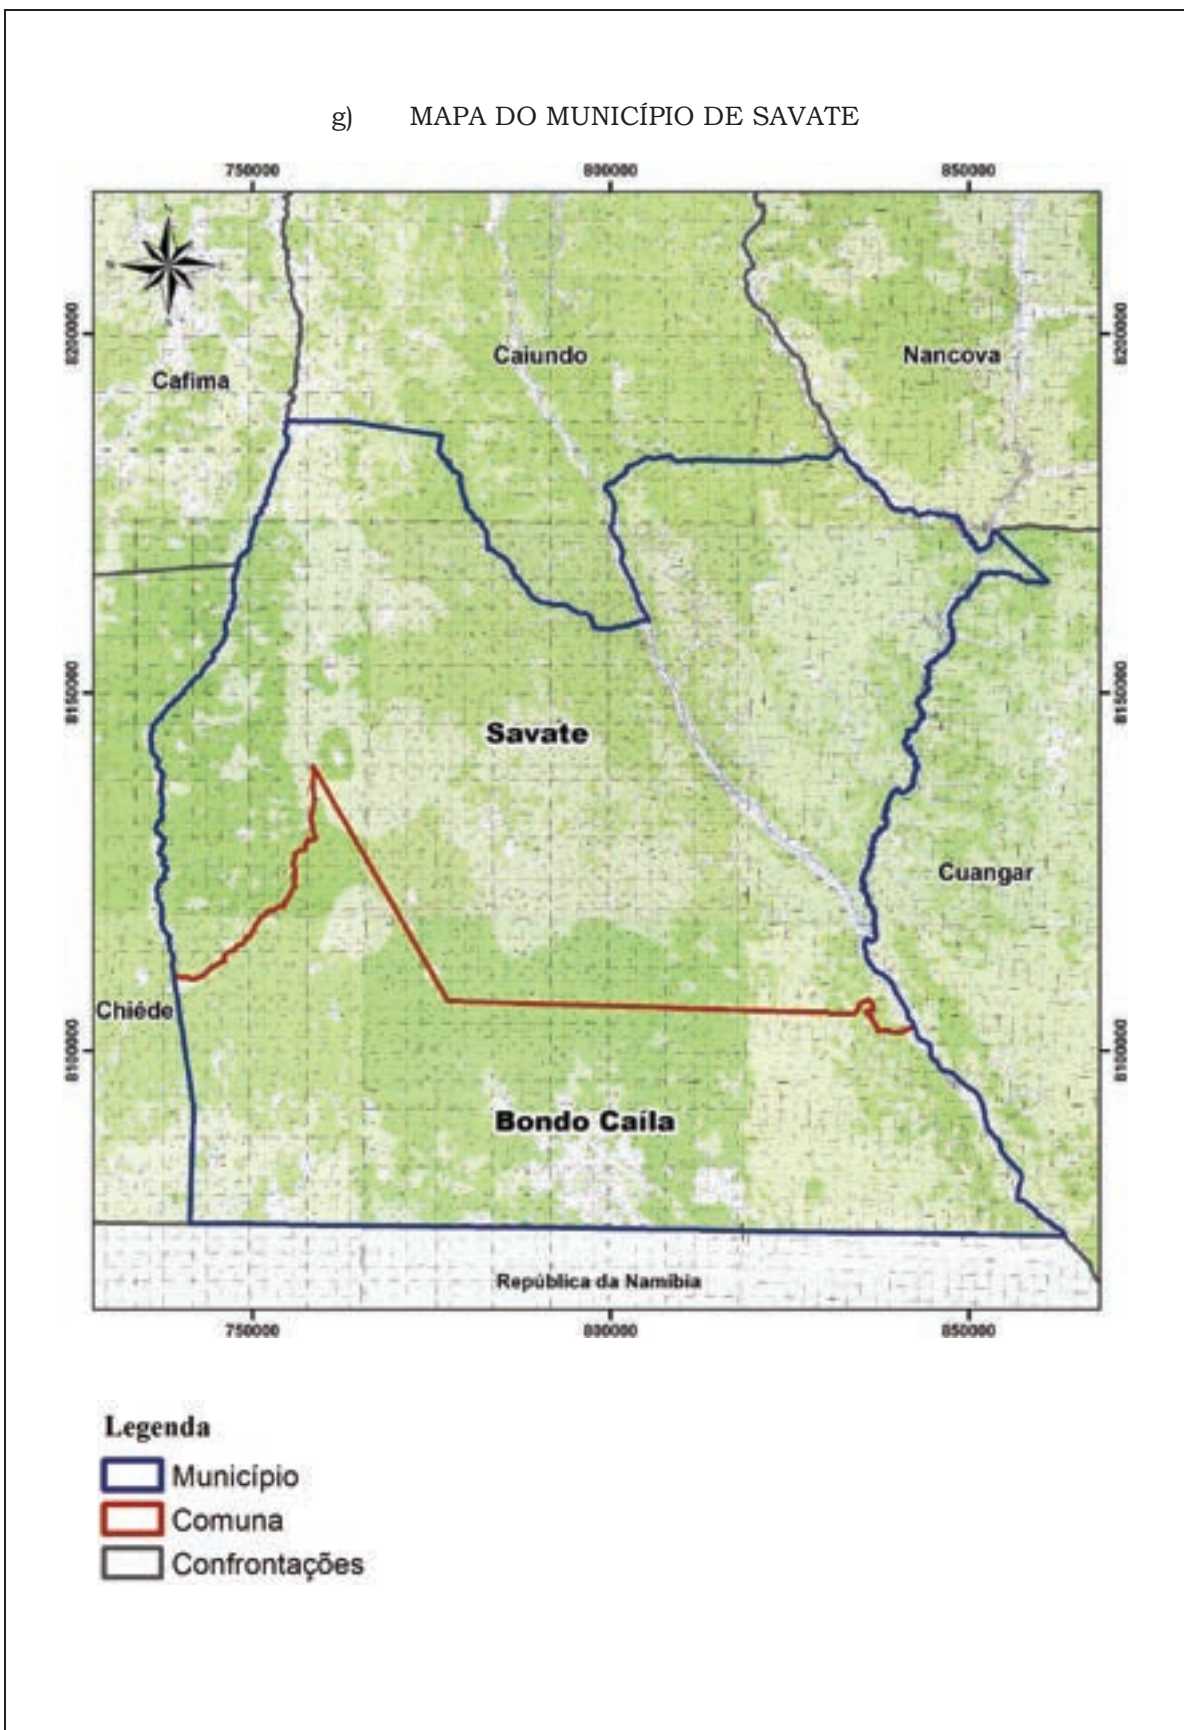 g) MAPA DO MUNICÍPIO DE SAVATE
750000 800000 850000
8200000 8200000
Caiundo Nancova
Cafima
8150000 8150000
Savate
Cuangar
Chiéde
8100000 8100000
Bondo Caíla
República da Namíbia
750000 800000 850000
Legenda
Município
Comuna
Confrontações